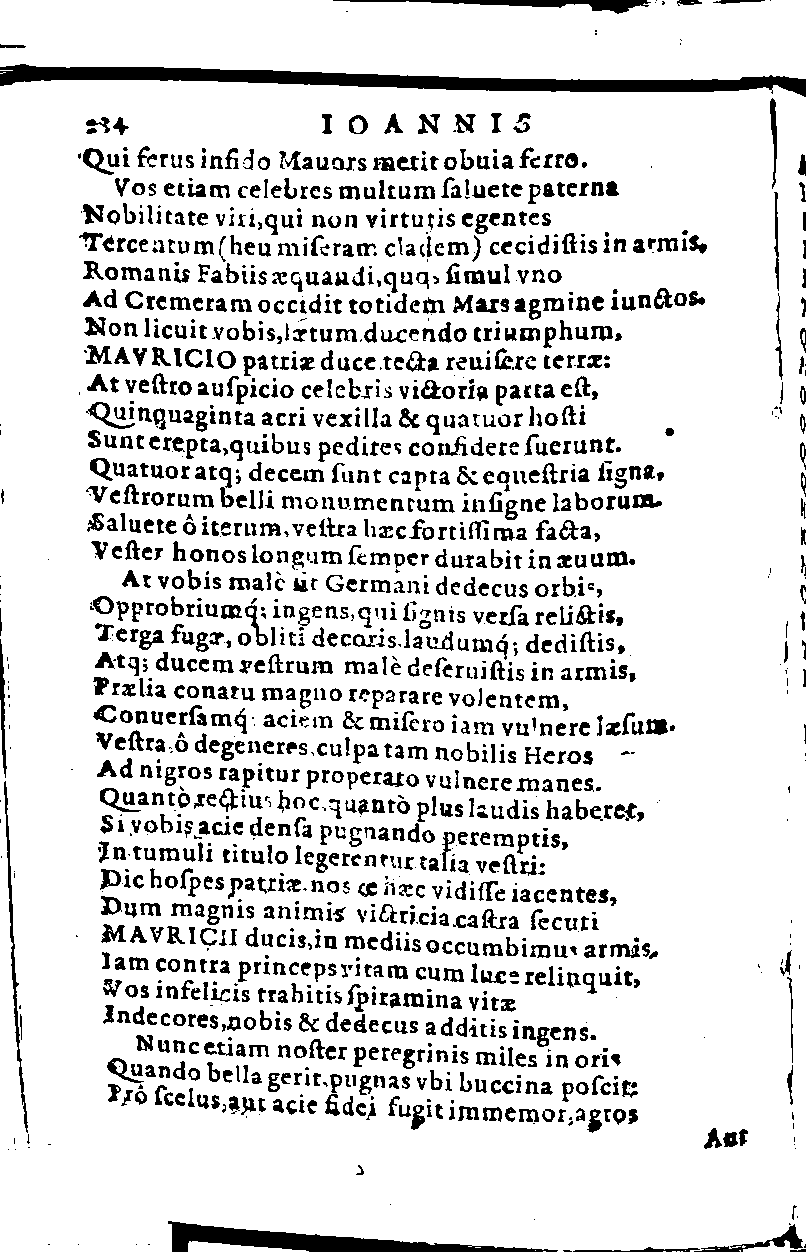 234 IOANNIS
Qui ferus infido Mauors metit obuia ferro.
Vos etiam celebres multum ſaluete paterna
Nobilitate viri,qui non virtutis egentes
Tercentum (heu miſeram cladem) cecidiſtis in armis,
Romanis Fabiis æquandi,quos ſimul vno
Ad Cremeram occidit totidem Mars agmine iunctos.
Non licuit vobis,lætum ducendo triumphum,
MAVRICIO patriæ duce tecta reuiſere terræ:
At veſtro auſpicio celebris victoria parta eſt,
Quinquaginta acri vexilla & quatuor hoſti
Sunt erepta,quibus pedites confidere ſuerunt.
Quatuor atq; decem ſunt capta & equeſtria ſigna,
Veſtrorum belli monumentum inſigne laborum.
Saluete ô iterum,veſtra hæc fortiſſima facta,
Veſter honos longum ſemper durabit in æuum.
At vobis malè ſit Germani dedecus orbis,
Opprobriumq́; ingens,qui ſignis verſa relictis,
Terga fugæ, obliti decoris laudumq́; dediſtis,
Atq; ducem veſtrum malè deſeruiſtis in armis,
Prælia conatu magno reparare volentem,
Conuerſamq́; aciem & miſero iam vulnere læſum.
Veſtra,ô degeneres,culpa tam nobilis Heros
Ad nigros rapitur properato vulnere manes.
Quantò rectius hoc,quantò plus laudis haberet,
Si vobis acie denſa pugnando peremptis,
In tumuli titulo legerentur talia veſtri:
Dic hoſpes patriæ,nos te hæc vidiſſe iacentes,
Dum magnis animis victricia caſtra ſecuti
MAVRICII ducis,in mediis occumbimus armis.
Iam contra princeps vitam cum luce relinquit,
Vos infelicis trahitis ſpiramina vitæ
Indecores,nobis & dedecus additis ingens.
Nunc etiam noſter peregrinis miles in oris
Quando bella gerit,pugnas vbi buccina poſcit:
Prô ſcelus,aut acie fidei fugit immemor,agros
Aut